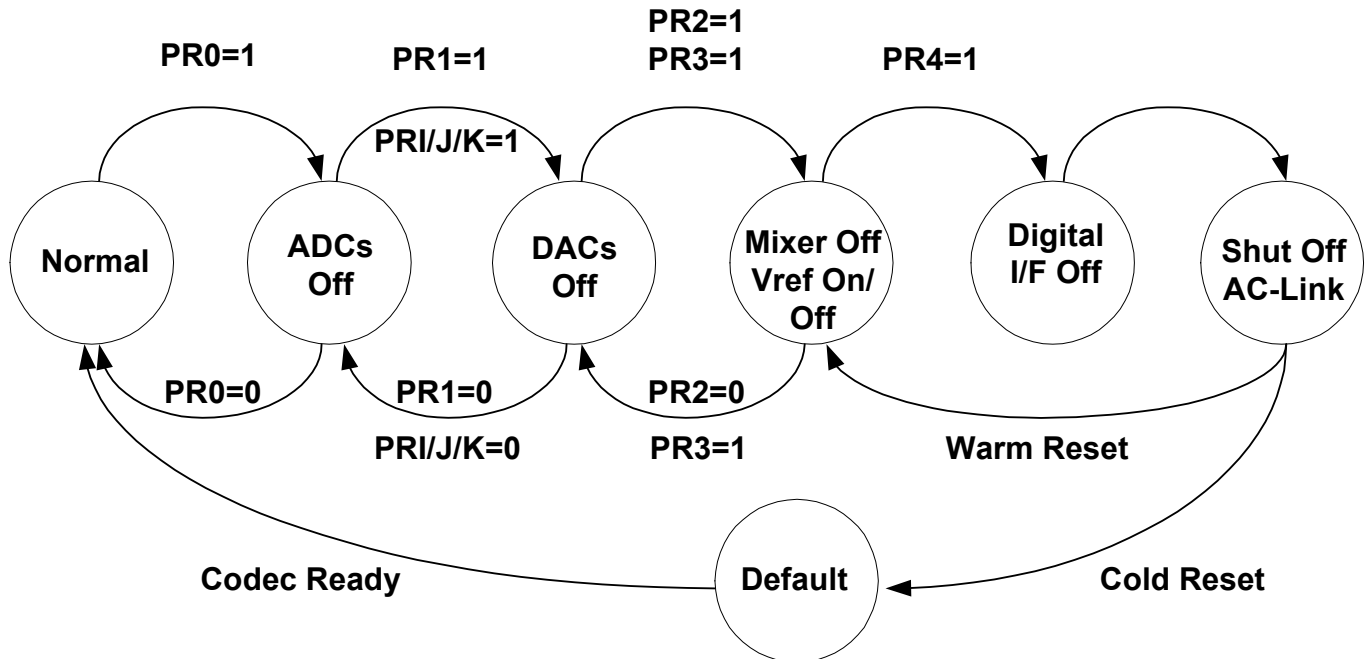 PR0=1
PR1=1
PRI/J/K=1
PR2=1
PR3=1
PR4=1
Normal
ADCs
Off
DACs
Off
Mixer Off
Vref On/
Off
Digital
I/F Off
Shut Off
AC-Link
PR0=0
PR1=0
PRI/J/K=0
PR2=0
PR3=1
Warm Reset
Codec Ready
Default
Cold Reset